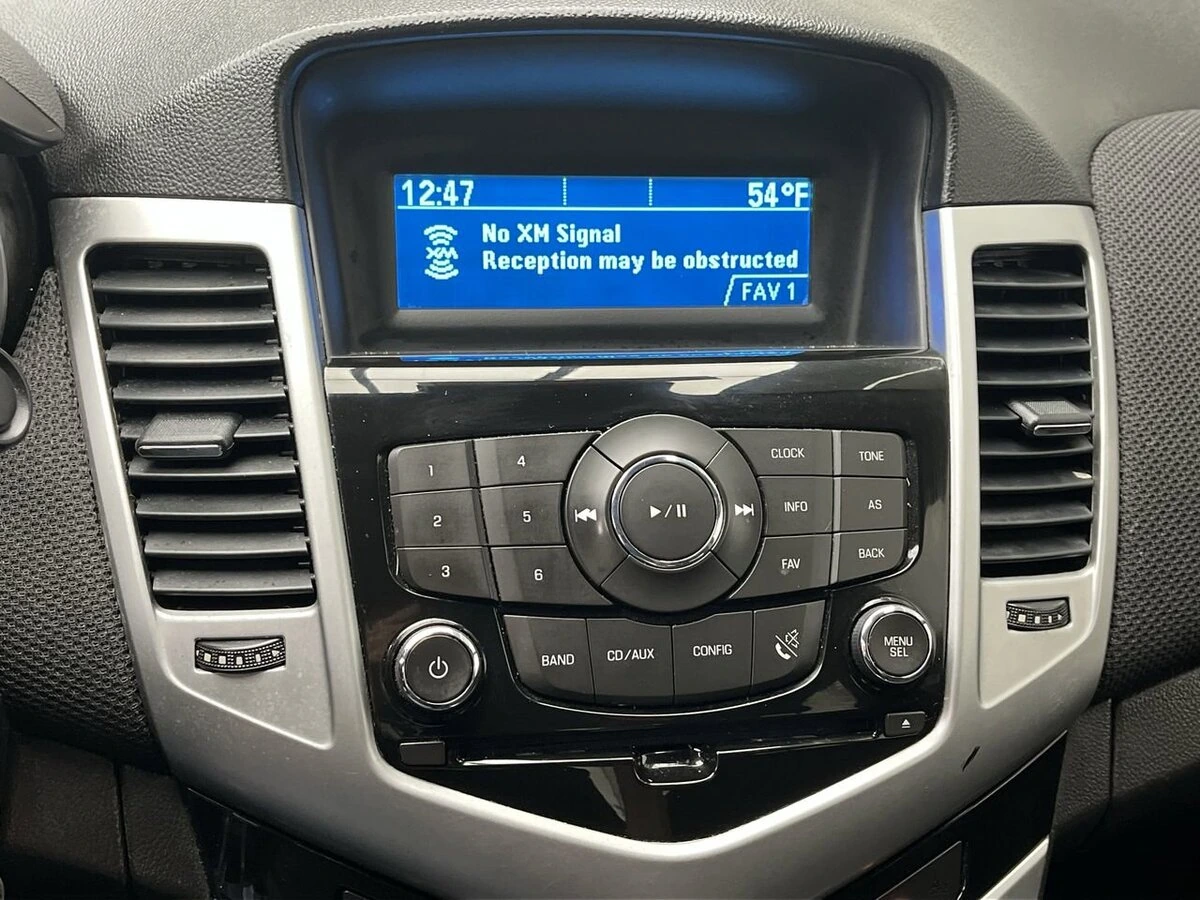 12:47 54°F
No XM Signal
XM Reception may be obstructed
FAV 1
1 4 CLOCK TONE
2 5 INFO AS
3 6 FAV BACK
BAND CD/AUX CONFIG
MENU
SEL